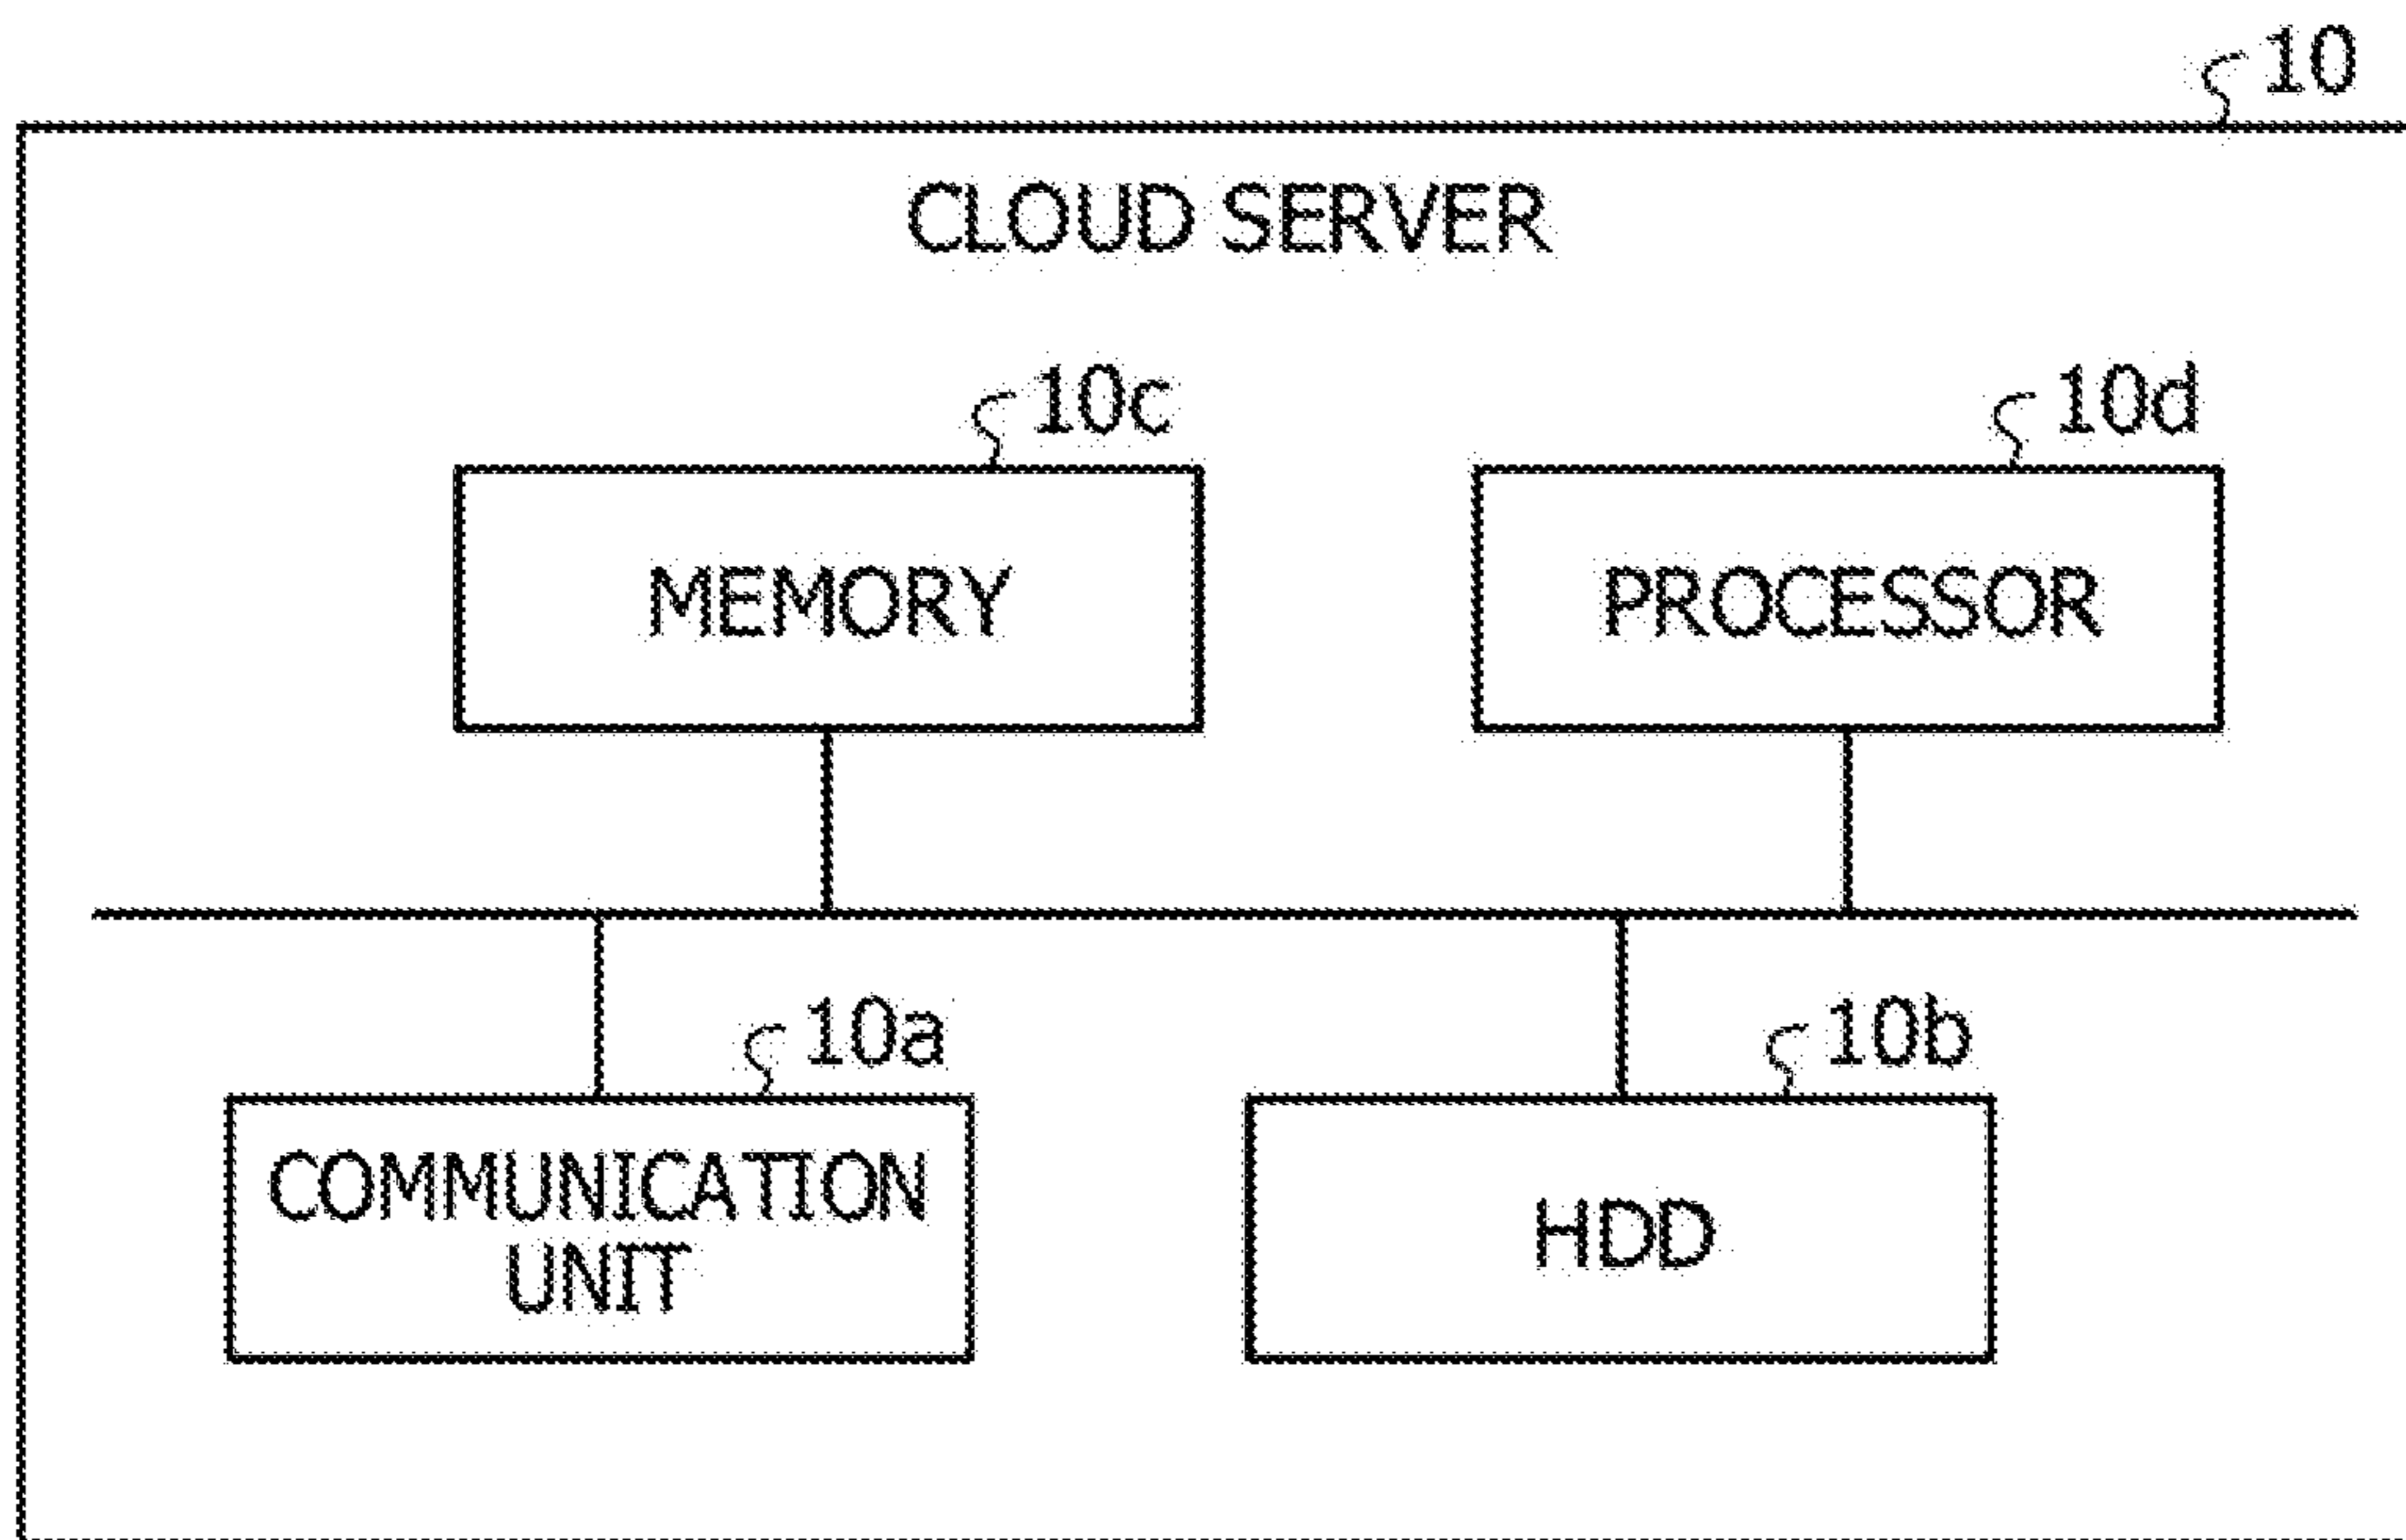 10
CLOUD SERVER
10c
10d
MEMORY
PROCESSOR
10a
10b
COMMUNICATION
UNIT
HDD